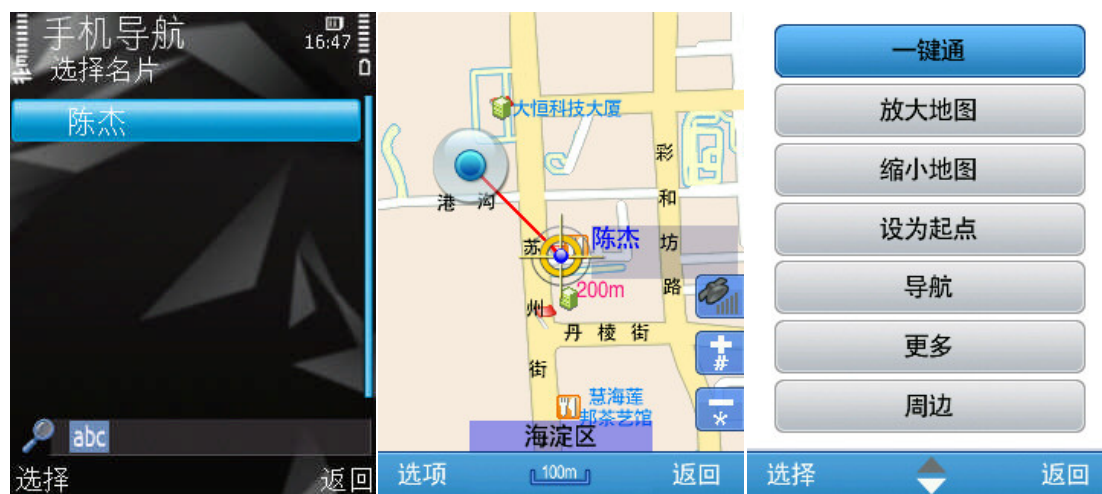 手机导航
16:47
选择名片
陈杰
abc
选择
返回
大恒科技大厦
彩和坊路
港沟
陈杰
苏州街
200m
丹棱街
#
慧海莲
邦茶艺馆
*
海淀区
选项
100m
返回
一键通
放大地图
缩小地图
设为起点
导航
更多
周边
选择
返回